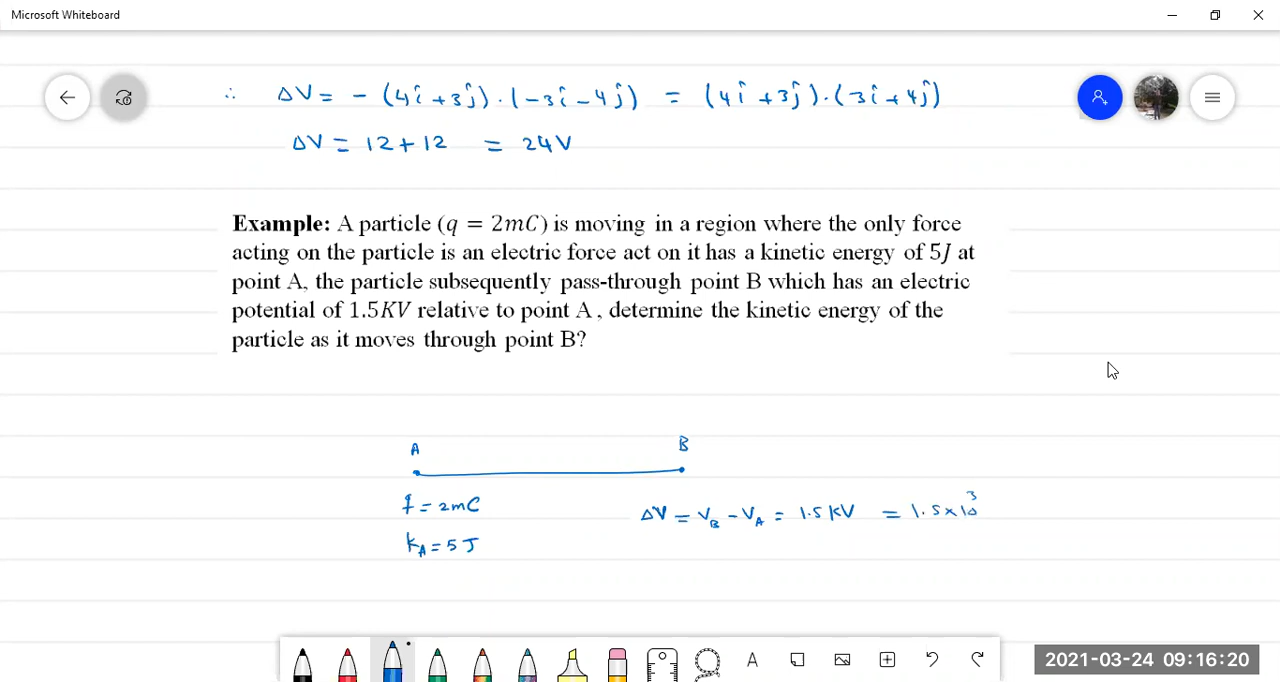 Microsoft Whiteboard
∴ ΔV = - (4î + 3ĵ) . (-3î - 4ĵ) = (4î + 3ĵ) . (3î + 4ĵ)
ΔV = 12 + 12 = 24V
Example: A particle (q = 2mC) is moving in a region where the only force
acting on the particle is an electric force act on it has a kinetic energy of 5J at
point A, the particle subsequently pass-through point B which has an electric
potential of 1.5KV relative to point A , determine the kinetic energy of the
particle as it moves through point B?
A B
q = 2mC
ΔV = V_B - V_A = 1.5 KV = 1.5 × 10³
K_A = 5 J
A
2021-03-24 09:16:20